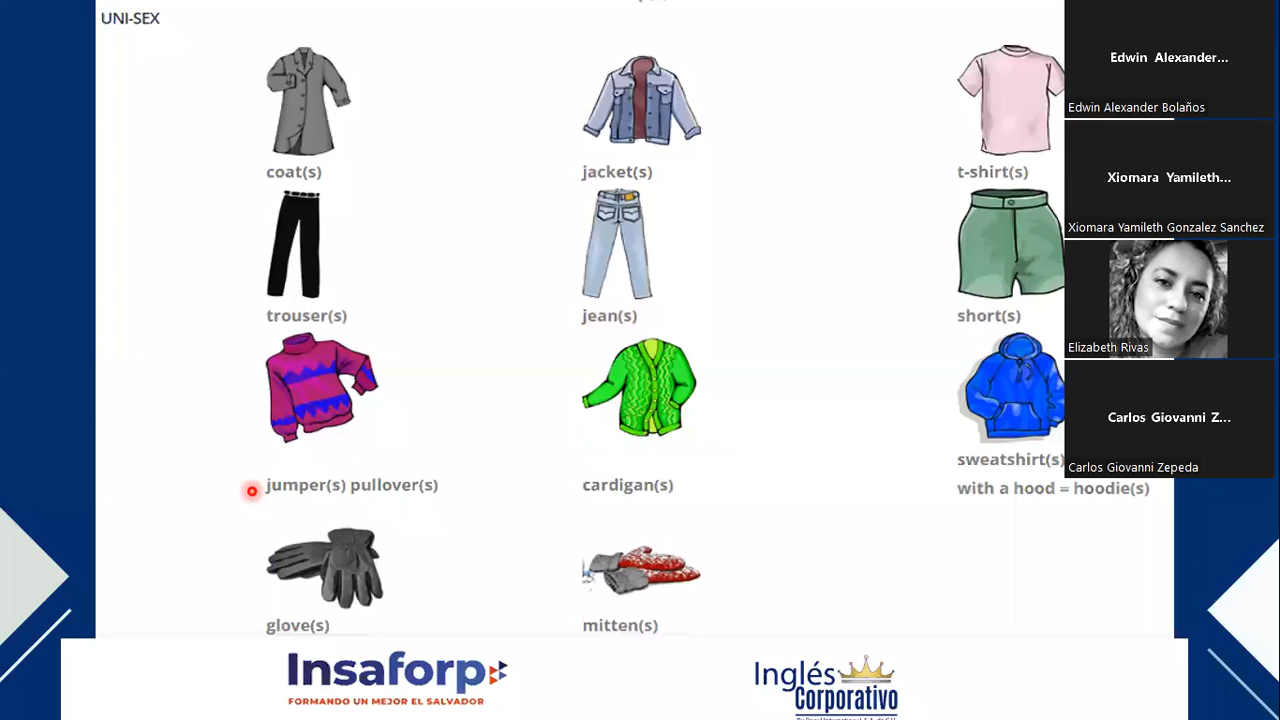 UNI-SEX
coat(s)
jacket(s)
t-shirt(s)
trouser(s)
jean(s)
short(s)
jumper(s) pullover(s)
cardigan(s)
sweatshirt(s)
with a hood = hoodie(s)
glove(s)
mitten(s)
Insaforp
FORMANDO UN MEJOR EL SALVADOR
Inglés
Corporativo
Edwin Alexander...
Edwin Alexander Bolaños
Xiomara Yamileth...
Xiomara Yamileth Gonzalez Sanchez
Elizabeth Rivas
Carlos Giovanni Z...
Carlos Giovanni Zepeda